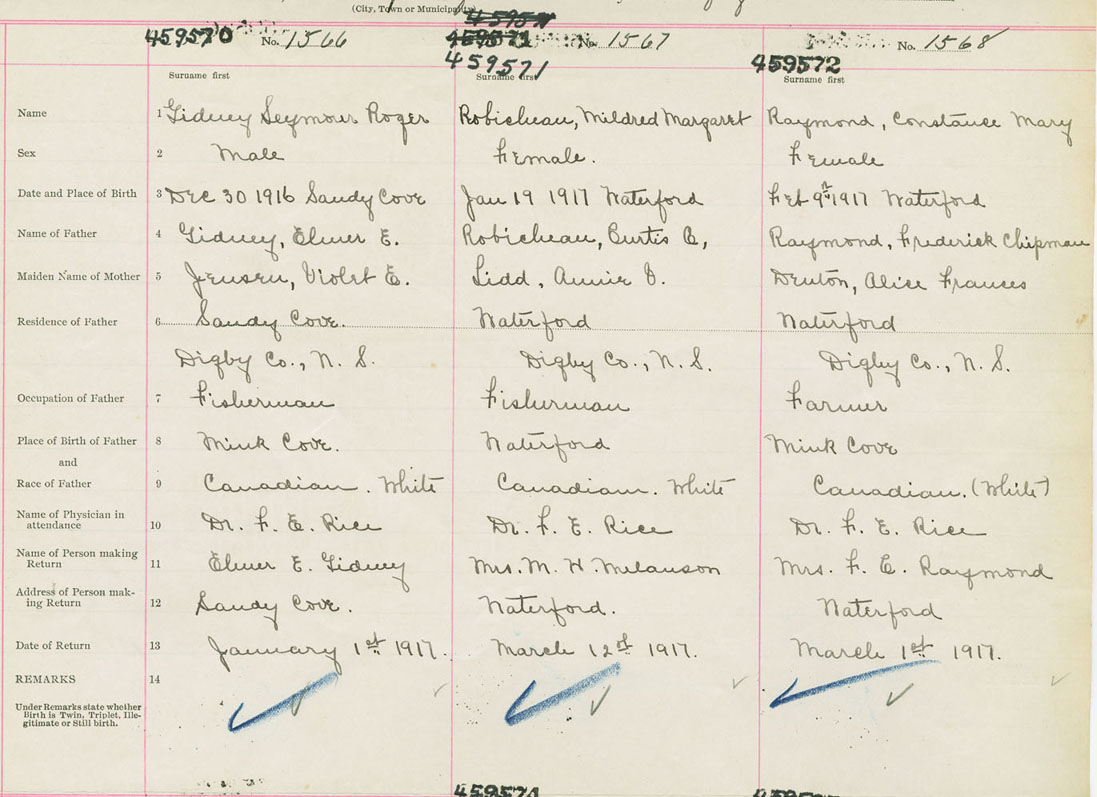 (City, Town or Municipality)
459570 No. 1566 459571 No. 1567 No. 1568
459571 459572
Surname first Surname first Surname first
Name 1 Gidney Seymour Roger Robicheau, Mildred Margaret Raymond, Constance Mary
Sex 2 Male Female. Female
Date and Place of Birth 3 Dec 30 1916 Sandy Cove Jan 19 1917 Waterford Feb 9th 1917 Waterford
Name of Father 4 Gidney, Elmer E. Robicheau, Curtis C, Raymond, Frederick Chipman
Maiden Name of Mother 5 Jensen, Violet E. Sidd, Annie V. Denton, Alice Frances
Residence of Father 6 Sandy Cove. Waterford Waterford
Digby Co., N. S. Digby Co., N. S. Digby Co., N. S.
Occupation of Father 7 Fisherman Fisherman Farmer
Place of Birth of Father 8 Mink Cove. Waterford Mink Cove
and
Race of Father 9 Canadian. White Canadian. White Canadian. (White)
Name of Physician in
attendance 10 Dr. F. E. Rice Dr. F. E. Rice Dr. F. E. Rice
Name of Person making
Return 11 Elmer E. Gidney Mrs. M. H. Melanson Mrs. F. C. Raymond
Address of Person mak-
ing Return 12 Sandy Cove. Waterford. Waterford
Date of Return 13 January 1st 1917. March 12th 1917. March 1st 1917.
REMARKS 14
Under Remarks state whether
Birth is Twin, Triplet, Ille-
gitimate or Still birth.